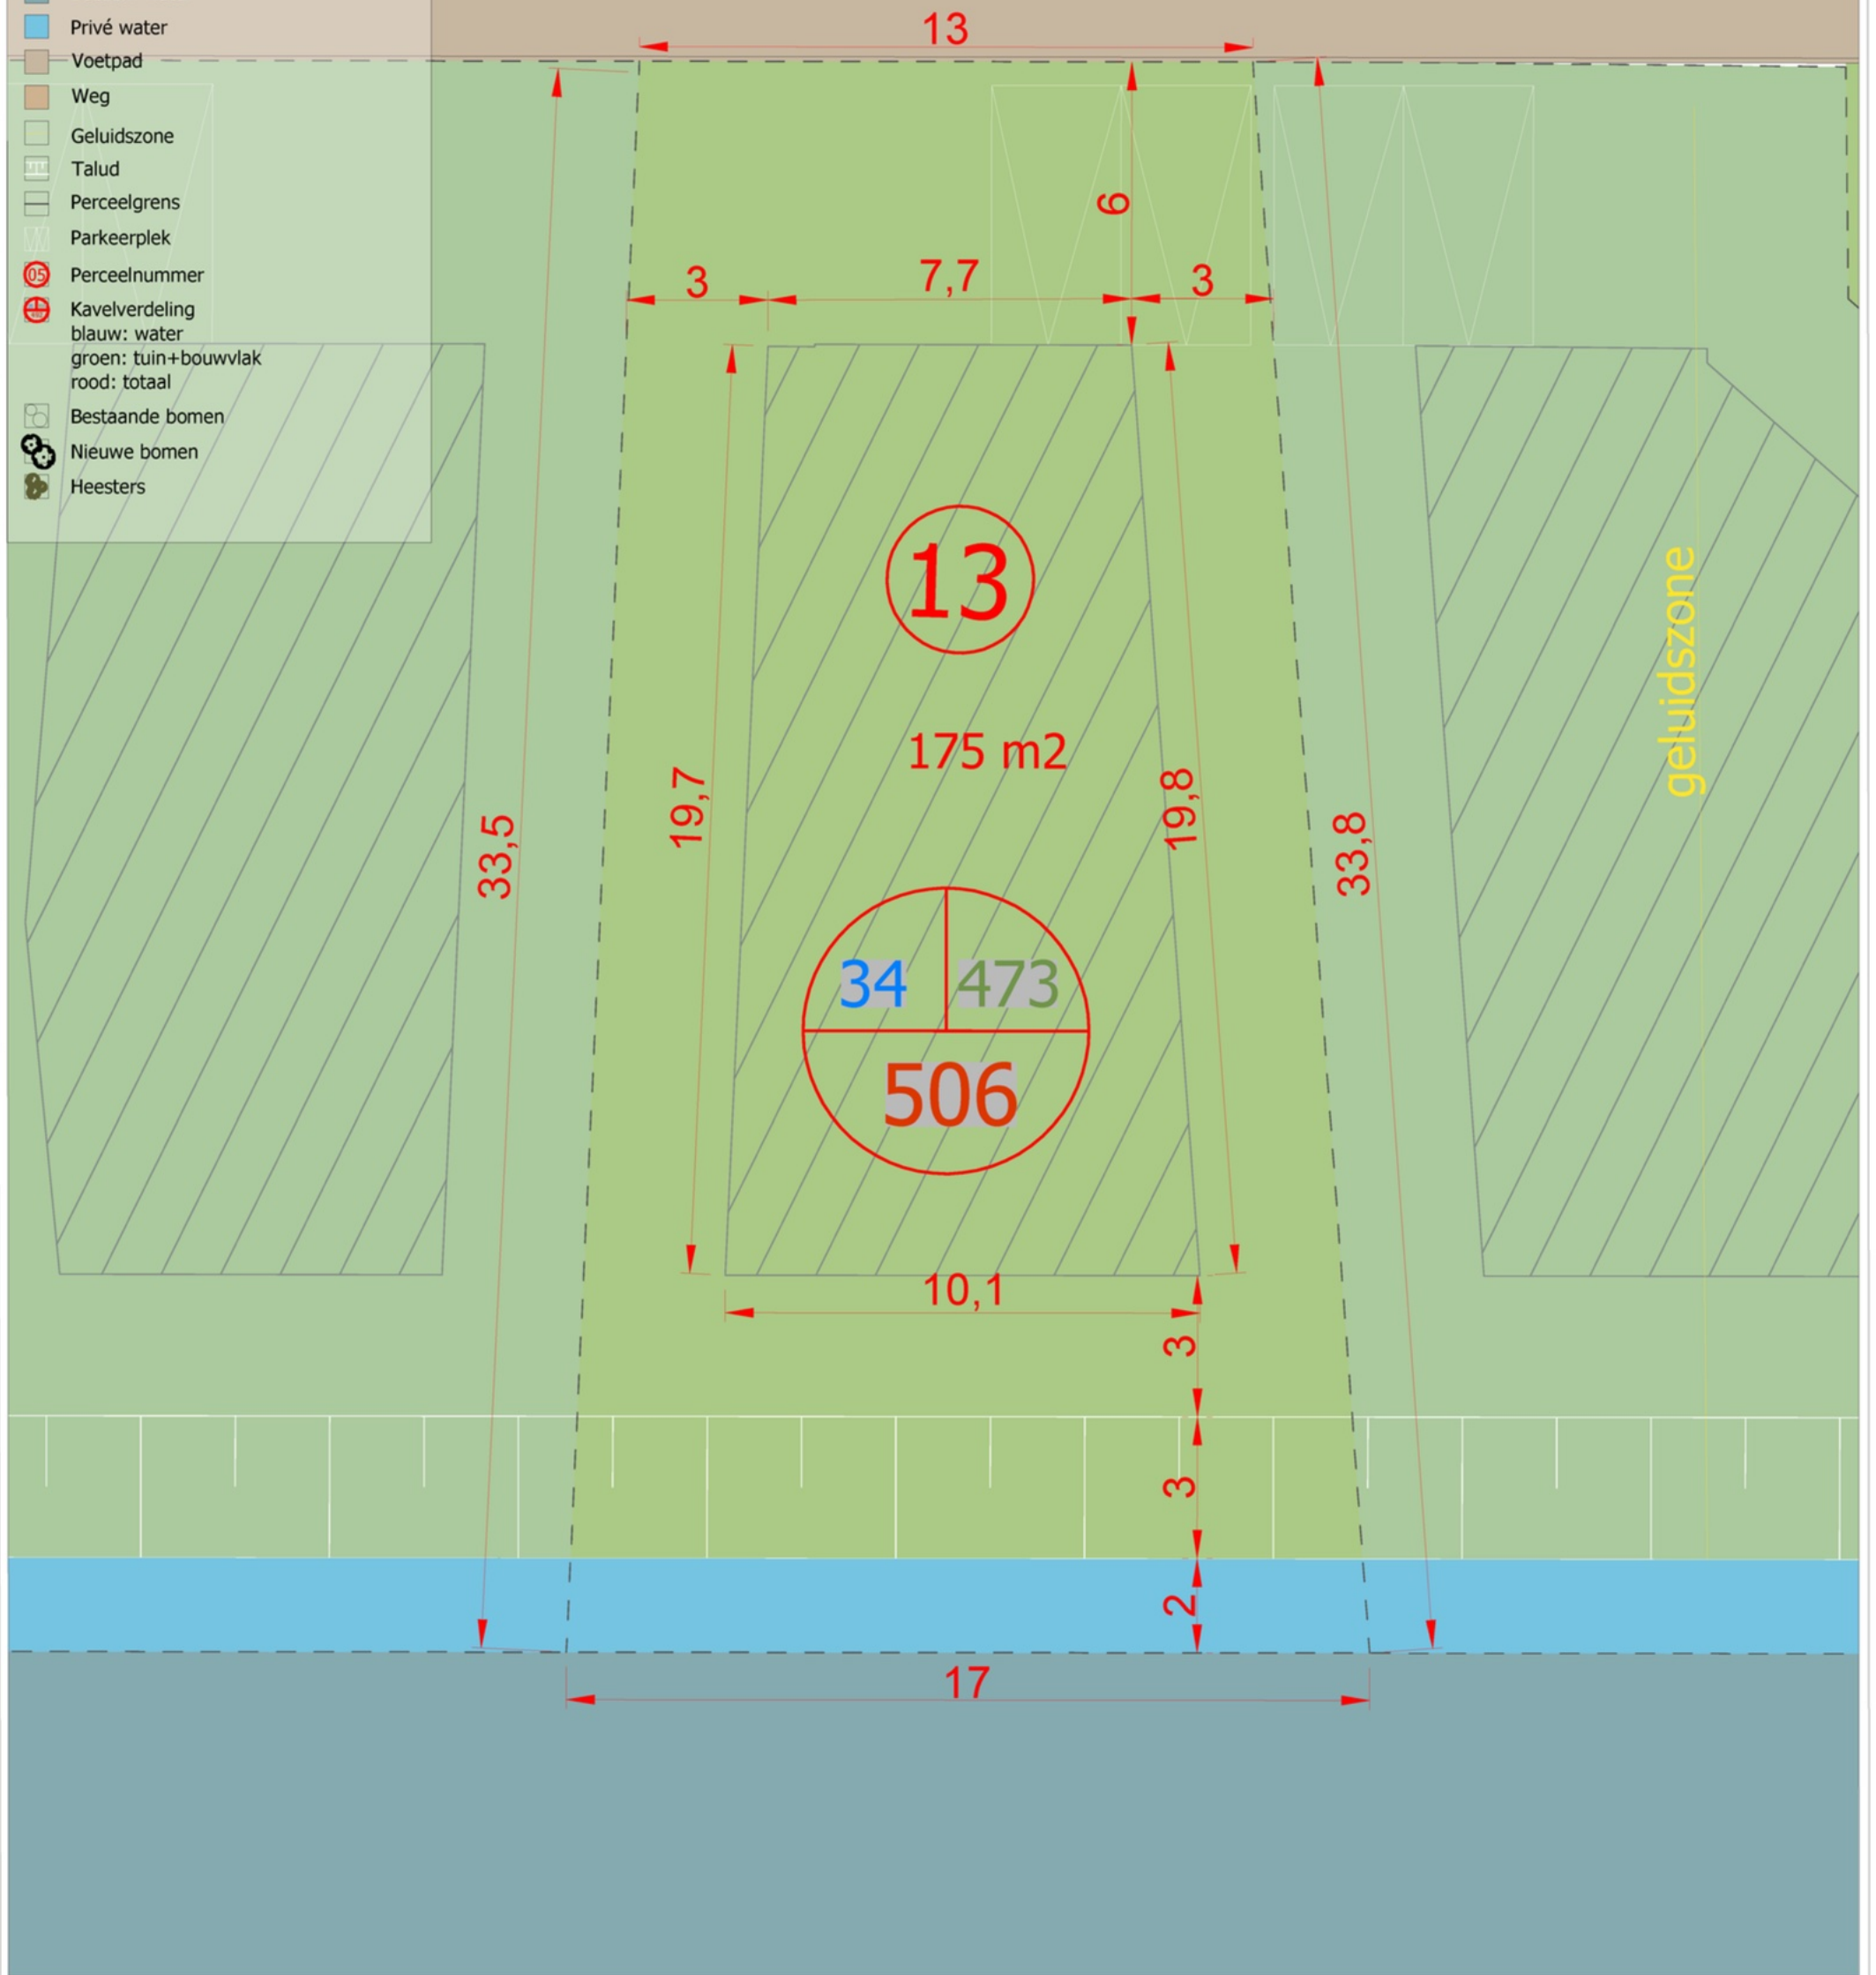 Privé water
Voetpad
Weg
Geluidszone
Talud
Perceelgrens
Parkeerplek
05
Perceelnummer
Kavelverdeling
blauw: water
groen: tuin+bouwvlak
rood: totaal
Bestaande bomen
Nieuwe bomen
Heesters
13
6
3
7,7
3
13
175 m2
19,7
19,8
33,5
33,8
geluidszone
34
473
506
10,1
3
3
2
17